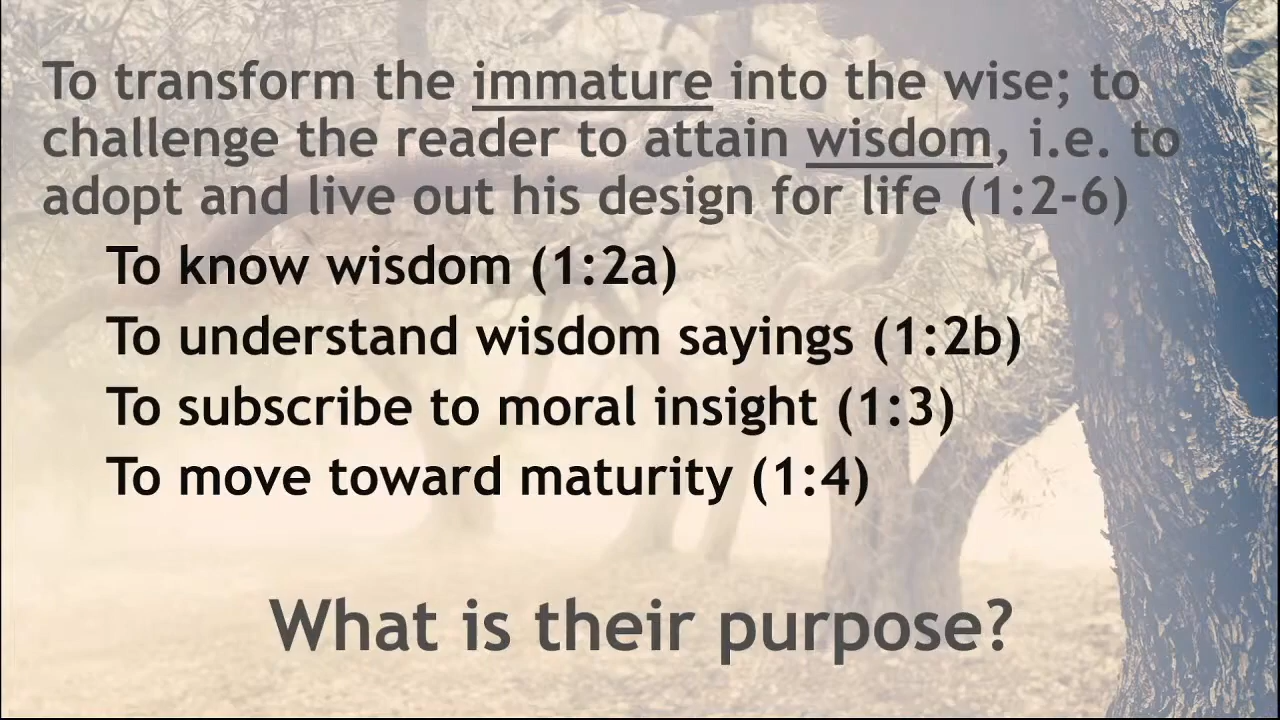 To transform the immature into the wise; to
challenge the reader to attain wisdom, i.e. to
adopt and live out his design for life (1:2-6)
To know wisdom (1:2a)
To understand wisdom sayings (1:2b)
To subscribe to moral insight (1:3)
To move toward maturity (1:4)
What is their purpose?